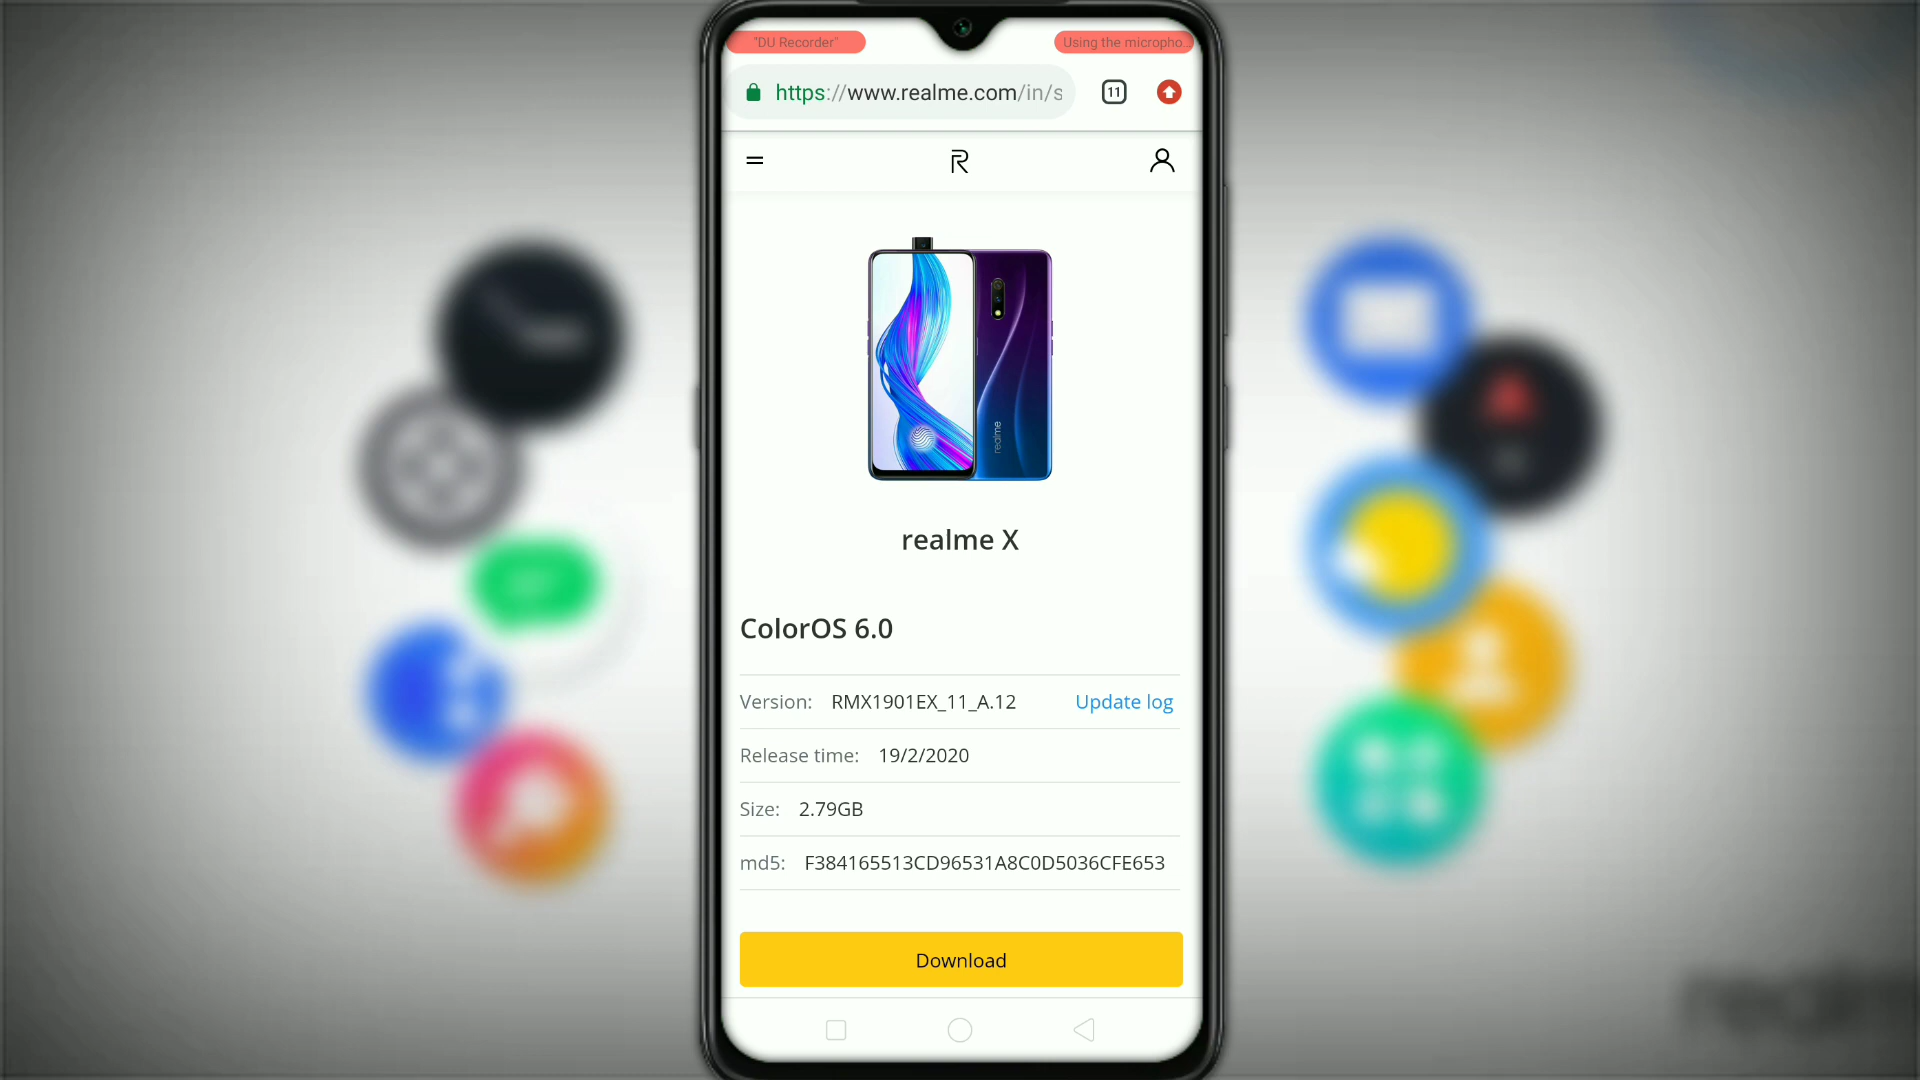 "DU Recorder"
Using the micropho...
https://www.realme.com/in/s
11
realme
realme X
ColorOS 6.0
Version: RMX1901EX_11_A.12 Update log
Release time: 19/2/2020
Size: 2.79GB
md5: F384165513CD96531A8C0D5036CFE653
Download